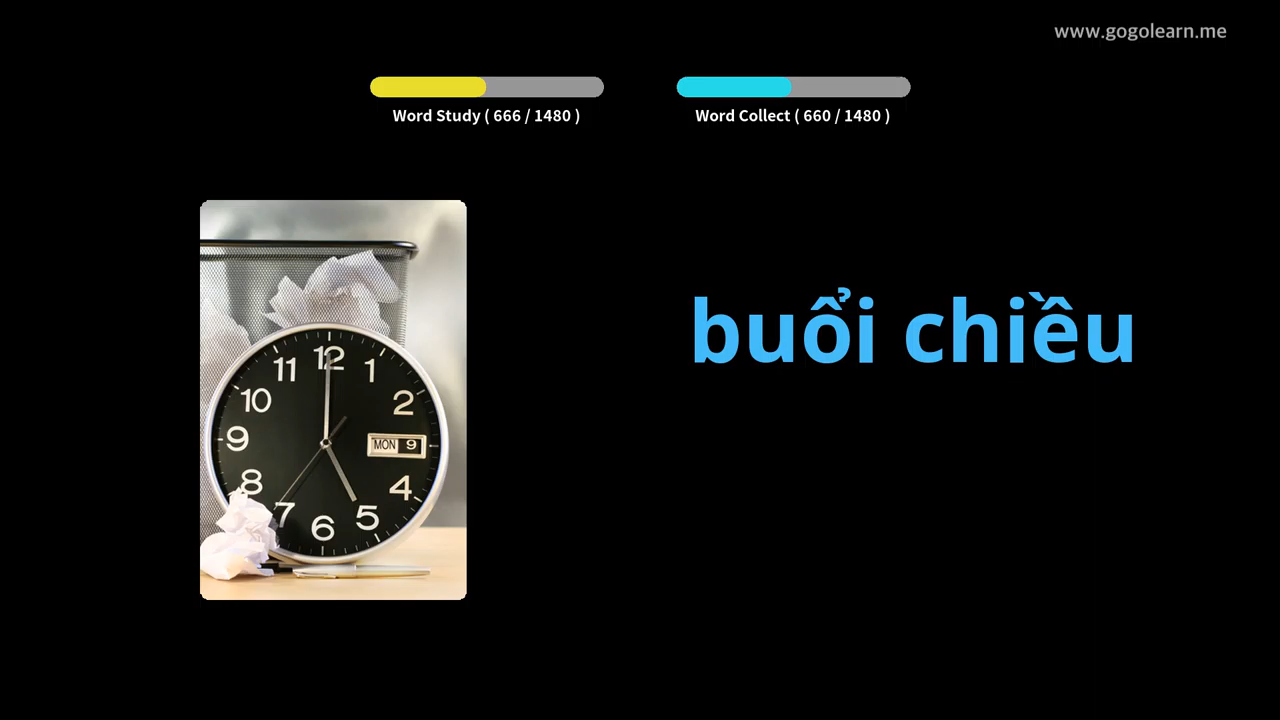 www.gogolearn.me
Word Study ( 666 / 1480 )
Word Collect ( 660 / 1480 )
buổi chiều
12
11
1
10
2
9
MON 9
8
4
7
5
6